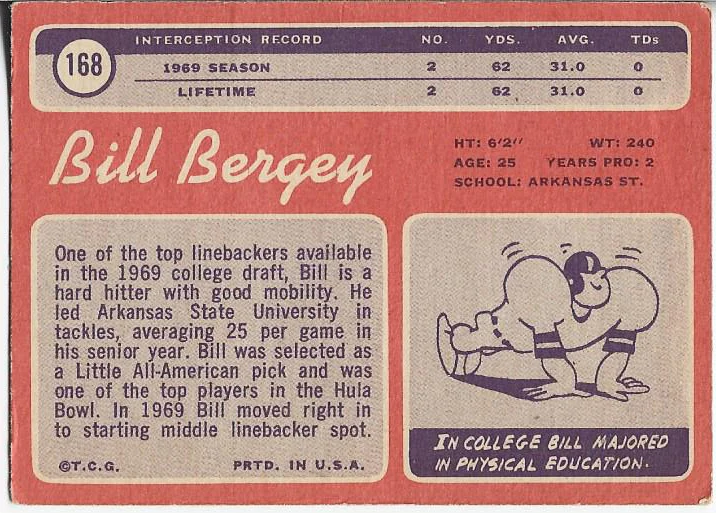 168
INTERCEPTION RECORD NO. YDS. AVG. TDs
1969 SEASON 2 62 31.0 0
LIFETIME 2 62 31.0 0
Bill Bergey
HT: 6'2" WT: 240
AGE: 25 YEARS PRO: 2
SCHOOL: ARKANSAS ST.
One of the top linebackers available
in the 1969 college draft, Bill is a
hard hitter with good mobility. He
led Arkansas State University in
tackles, averaging 25 per game in
his senior year. Bill was selected as
a Little All-American pick and was
one of the top players in the Hula
Bowl. In 1969 Bill moved right in
to starting middle linebacker spot.
©T.C.G. PRTD. IN U.S.A.
IN COLLEGE BILL MAJORED
IN PHYSICAL EDUCATION.